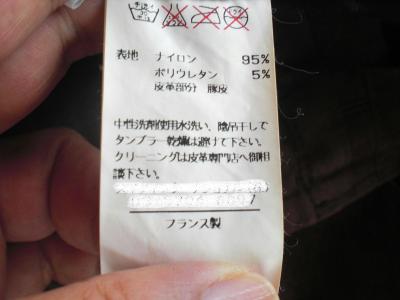 表地 ナイロン 95%
ポリウレタン 5%
皮革部分 豚皮
中性洗剤使用水洗い、陰吊干しで
タンブラー乾燥は避けて下さい。
クリーニングは皮革専門店へ御相
談下さい。
フランス製